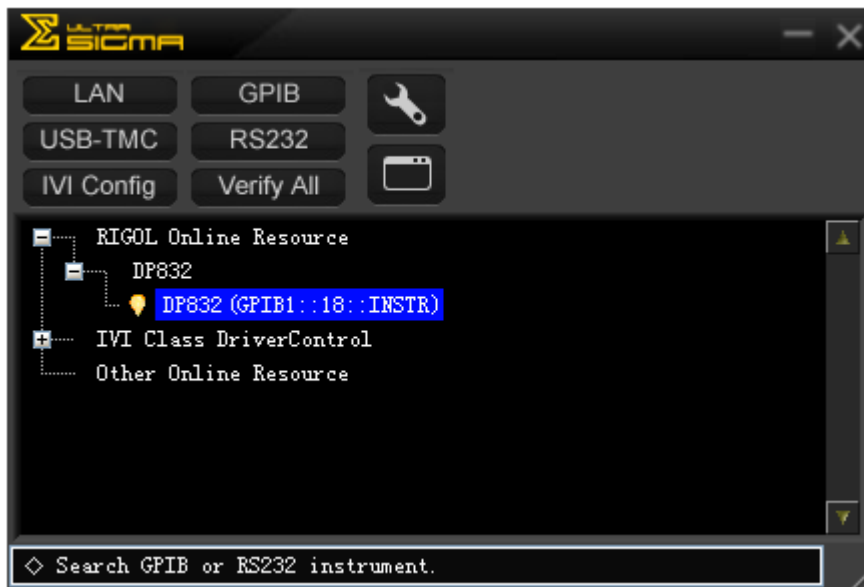 ULTRA
SIGMA
LAN GPIB
USB-TMC RS232
IVI Config Verify All
RIGOL Online Resource
DP832
DP832 (GPIB1::18::INSTR)
IVI Class DriverControl
Other Online Resource
◇ Search GPIB or RS232 instrument.